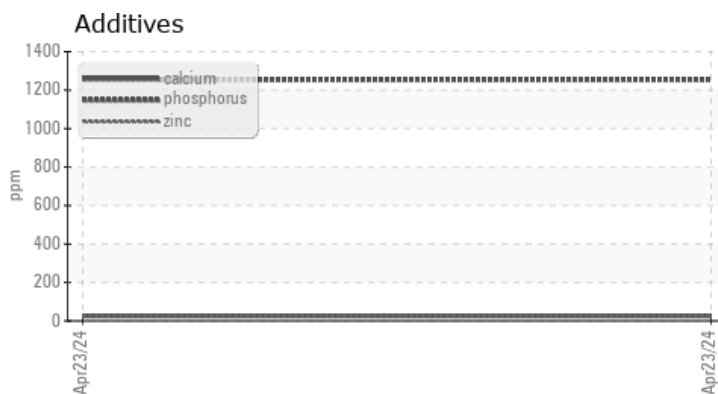 Additives
1400
1200
1000
800
600
400
200
0
ppm
calcium
phosphorus
zinc
Apr23/24
Apr23/24